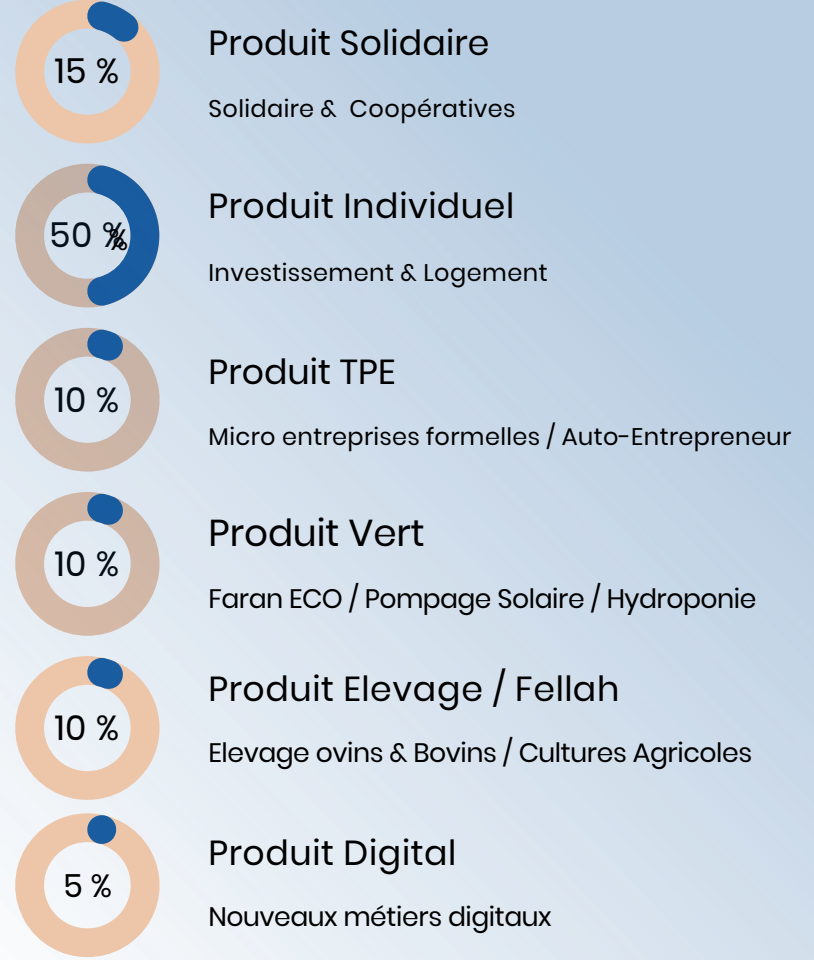 15 %
Produit Solidaire
Solidaire & Coopératives
50 %
%
Produit Individuel
Investissement & Logement
10 %
Produit TPE
Micro entreprises formelles / Auto-Entrepreneur
10 %
Produit Vert
Faran ECO / Pompage Solaire / Hydroponie
10 %
Produit Elevage / Fellah
Elevage ovins & Bovins / Cultures Agricoles
5 %
Produit Digital
Nouveaux métiers digitaux